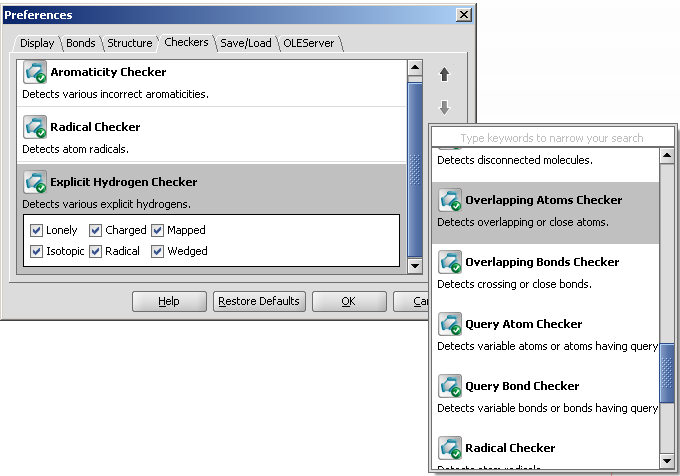 Preferences
Display Bonds Structure Checkers Save/Load OLEServer
Aromaticity Checker
Detects various incorrect aromaticities.
Radical Checker
Detects atom radicals.
Explicit Hydrogen Checker
Detects various explicit hydrogens.
Lonely Charged Mapped
Isotopic Radical Wedged
Help Restore Defaults OK Can
Type keywords to narrow your search
Detects disconnected molecules.
Overlapping Atoms Checker
Detects overlapping or close atoms.
Overlapping Bonds Checker
Detects crossing or close bonds.
Query Atom Checker
Detects variable atoms or atoms having query
Query Bond Checker
Detects variable bonds or bonds having query
Radical Checker
Detects atom radicals.